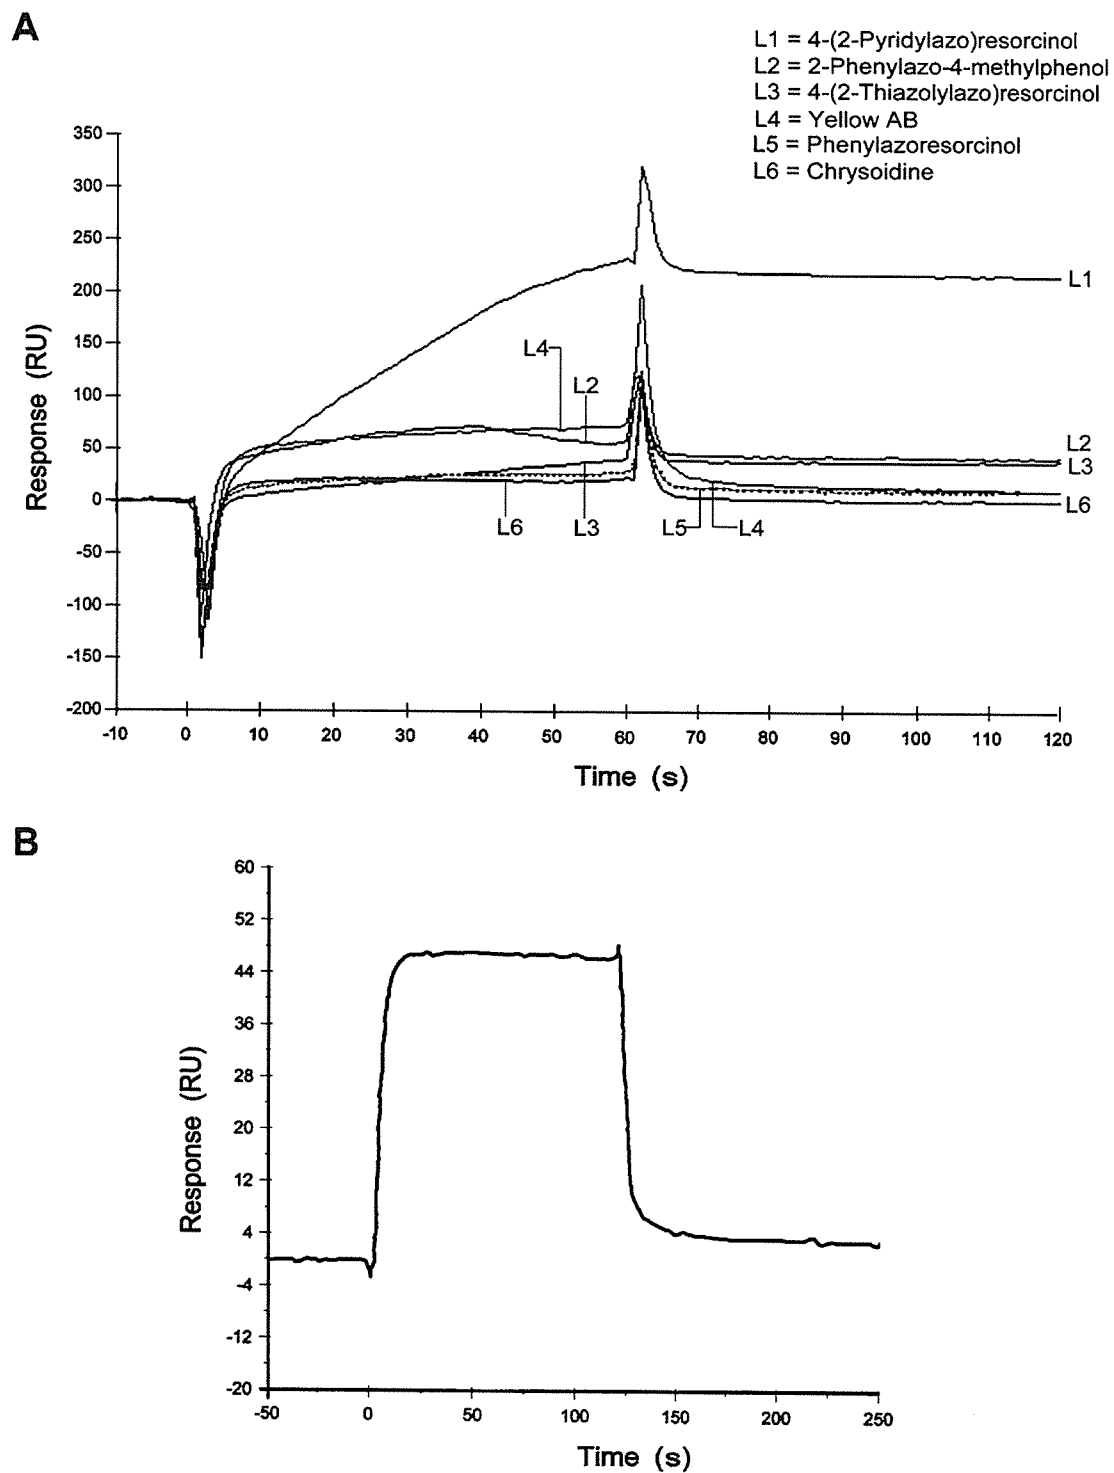 A
L1 = 4-(2-Pyridylazo)resorcinol
L2 = 2-Phenylazo-4-methylphenol
L3 = 4-(2-Thiazolylazo)resorcinol
L4 = Yellow AB
L5 = Phenylazoresorcinol
L6 = Chrysoidine
350
300
250
200
150
100
50
0
-50
-100
-150
-200
Response (RU)
L1
L4
L2
L2
L3
L6
L6
L3
L5
L4
-10 0 10 20 30 40 50 60 70 80 90 100 110 120
Time (s)
B
60
52
44
36
28
20
12
4
-4
-12
-20
Response (RU)
-50 0 50 100 150 200 250
Time (s)